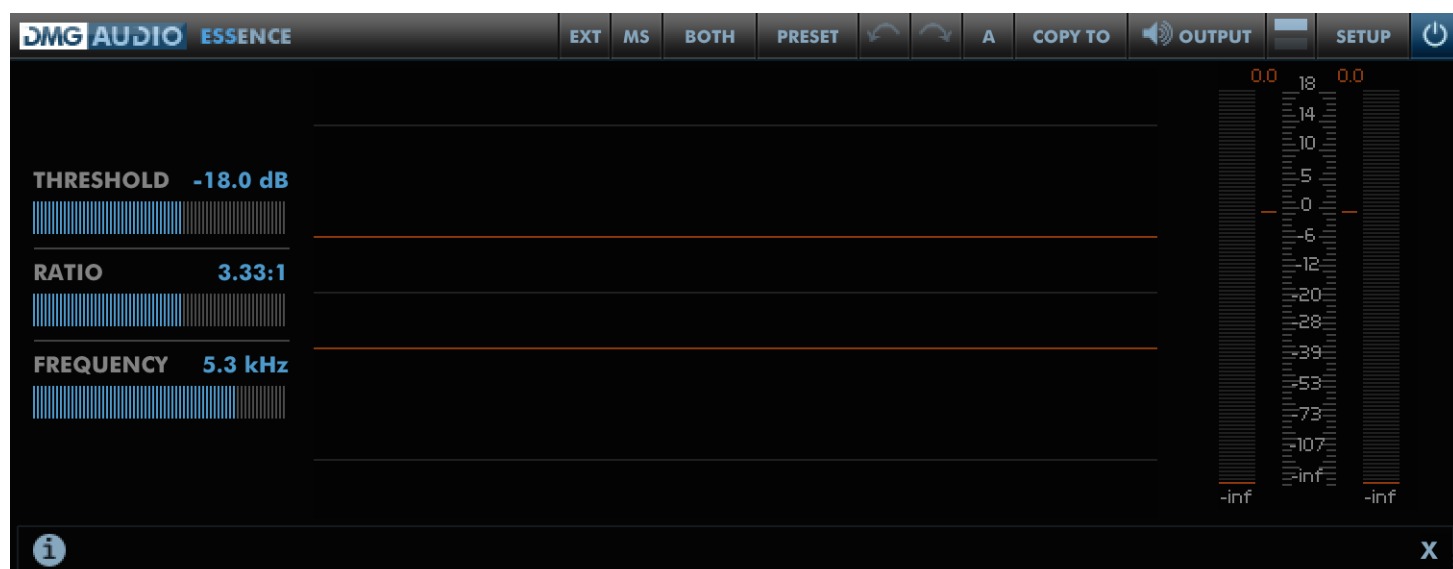 DMG AUDIO ESSENCE EXT MS BOTH PRESET A COPY TO OUTPUT SETUP
0.0 18 0.0
14
10
THRESHOLD -18.0 dB
5
0
-6
RATIO 3.33:1
-12
-20
-28
FREQUENCY 5.3 kHz
-39
-53
-73
-107
-inf
-inf -inf
i X